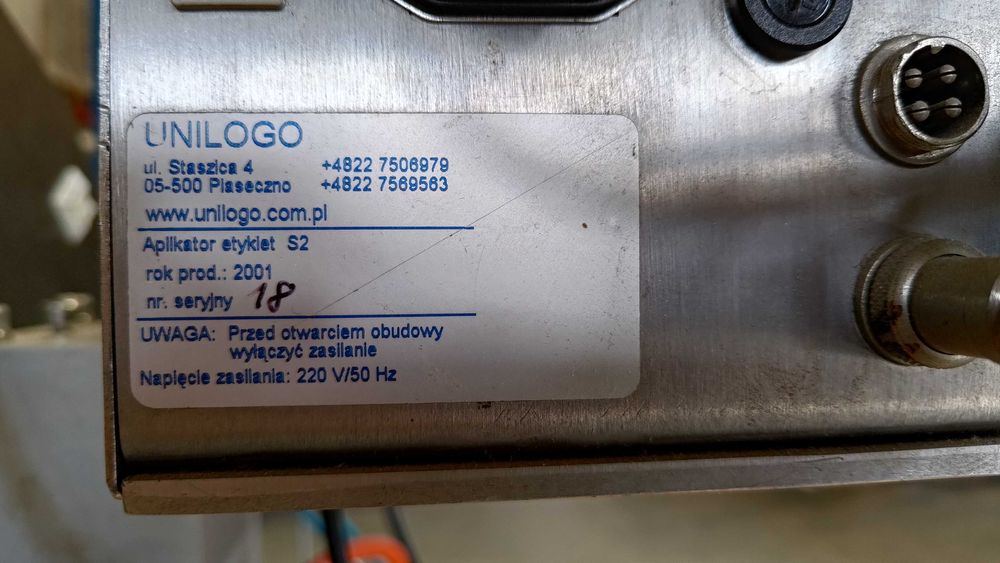 UNILOGO
ul. Staszica 4 +4822 7506979
05-500 Piaseczno +4822 7569563
www.unilogo.com.pl
Aplikator etykiet S2
rok prod.: 2001
nr. seryjny 18
UWAGA: Przed otwarciem obudowy
wyłączyć zasilanie
Napięcie zasilania: 220 V/50 Hz